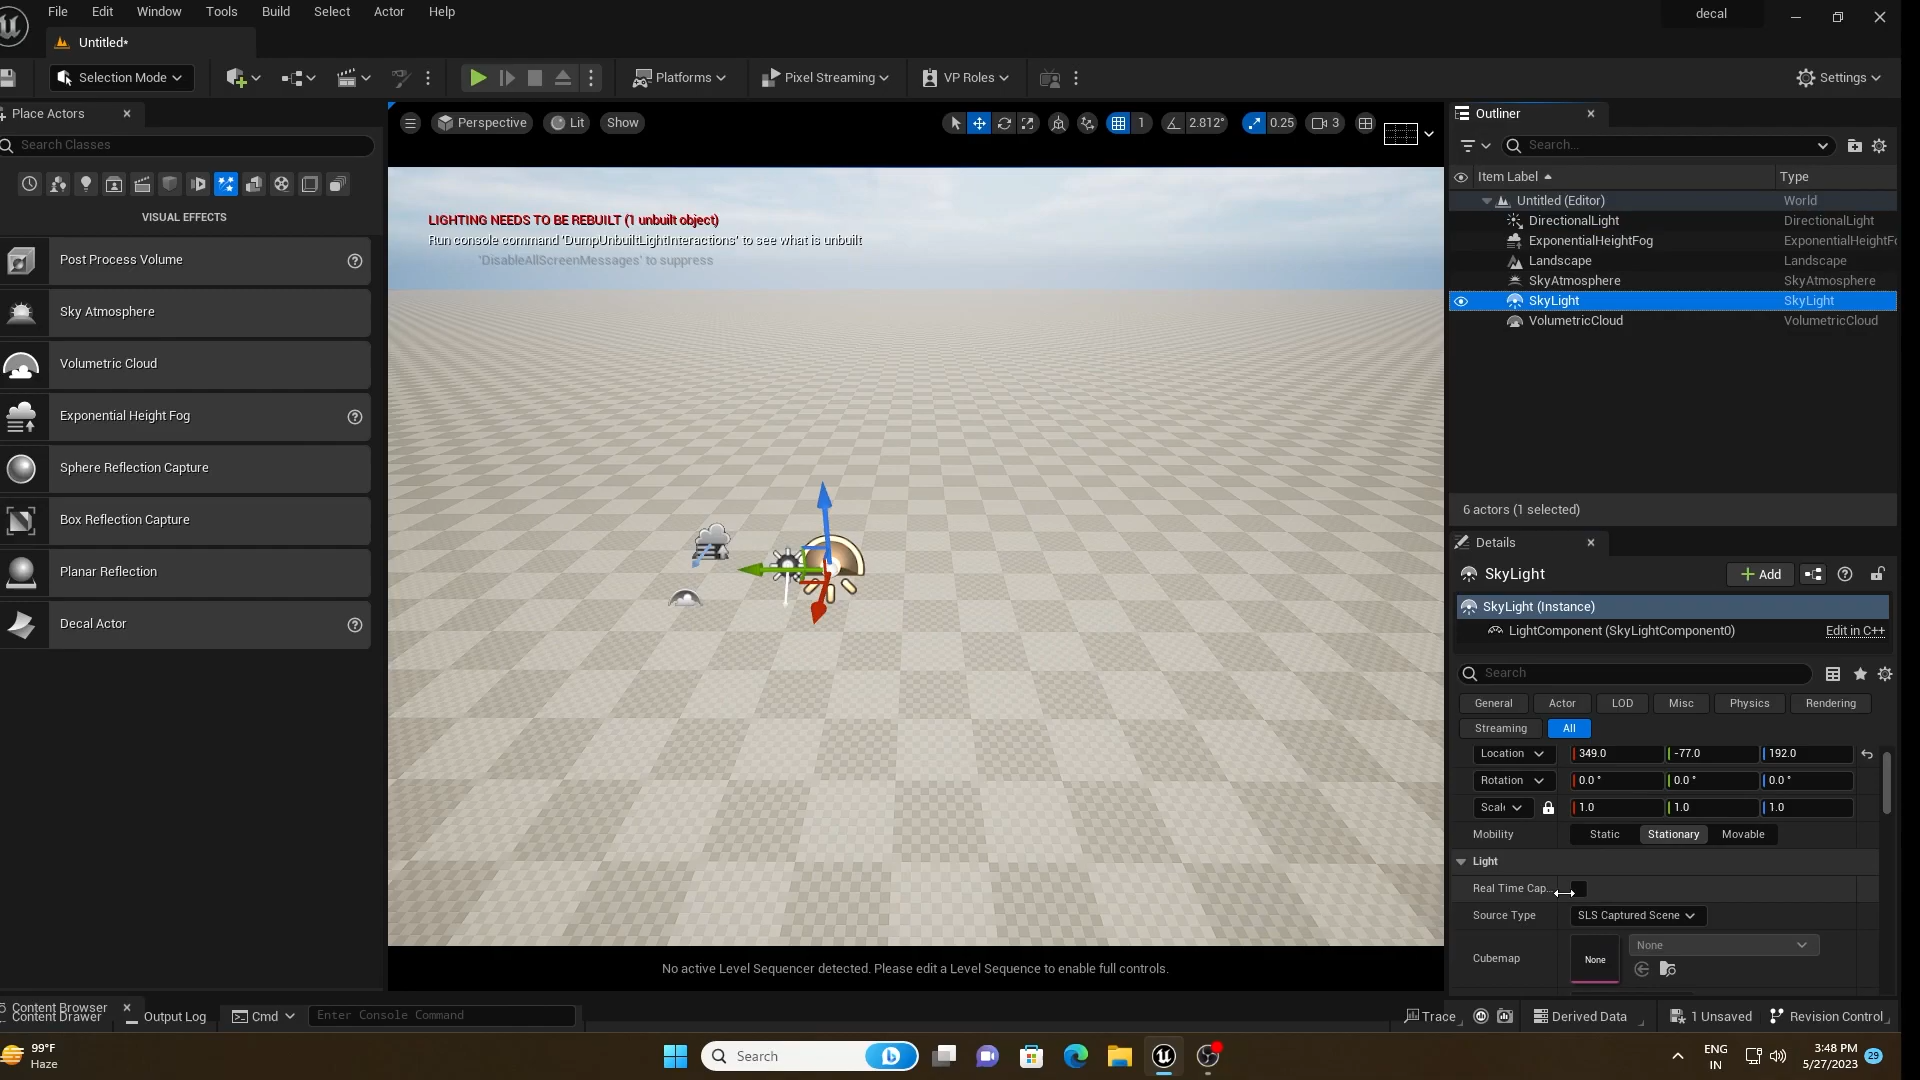 File Edit Window Tools Build Select Actor Help
decal
Untitled*
Selection Mode
Platforms
Pixel Streaming
VP Roles
Settings
Place Actors
Search Classes
VISUAL EFFECTS
Post Process Volume
Sky Atmosphere
Volumetric Cloud
Exponential Height Fog
Sphere Reflection Capture
Box Reflection Capture
Planar Reflection
Decal Actor
Perspective
Lit
Show
1
2.812°
0.25
3
LIGHTING NEEDS TO BE REBUILT (1 unbuilt object)
Run console command 'DumpUnbuiltLightInteractions' to see what is unbuilt
'DisableAllScreenMessages' to suppress
No active Level Sequencer detected. Please edit a Level Sequence to enable full controls.
Outliner
Search...
Item Label Type
Untitled (Editor) World
DirectionalLight DirectionalLight
ExponentialHeightFog ExponentialHeightFo
Landscape Landscape
SkyAtmosphere SkyAtmosphere
SkyLight SkyLight
VolumetricCloud VolumetricCloud
6 actors (1 selected)
Details
SkyLight
Add
SkyLight (Instance)
LightComponent (SkyLightComponent0) Edit in C++
Search
General Actor LOD Misc Physics Rendering
Streaming All
Location 349.0 -77.0 192.0
Rotation 0.0 ° 0.0 ° 0.0 °
Scale 1.0 1.0 1.0
Mobility Static Stationary Movable
Light
Real Time Cap...
Source Type SLS Captured Scene
Cubemap None None
Content Browser
Content Drawer
Output Log
Cmd
Enter Console Command
Trace
Derived Data
1 Unsaved
Revision Control
99°F
Haze
Search
ENG
IN
3:48 PM
5/27/2023
29